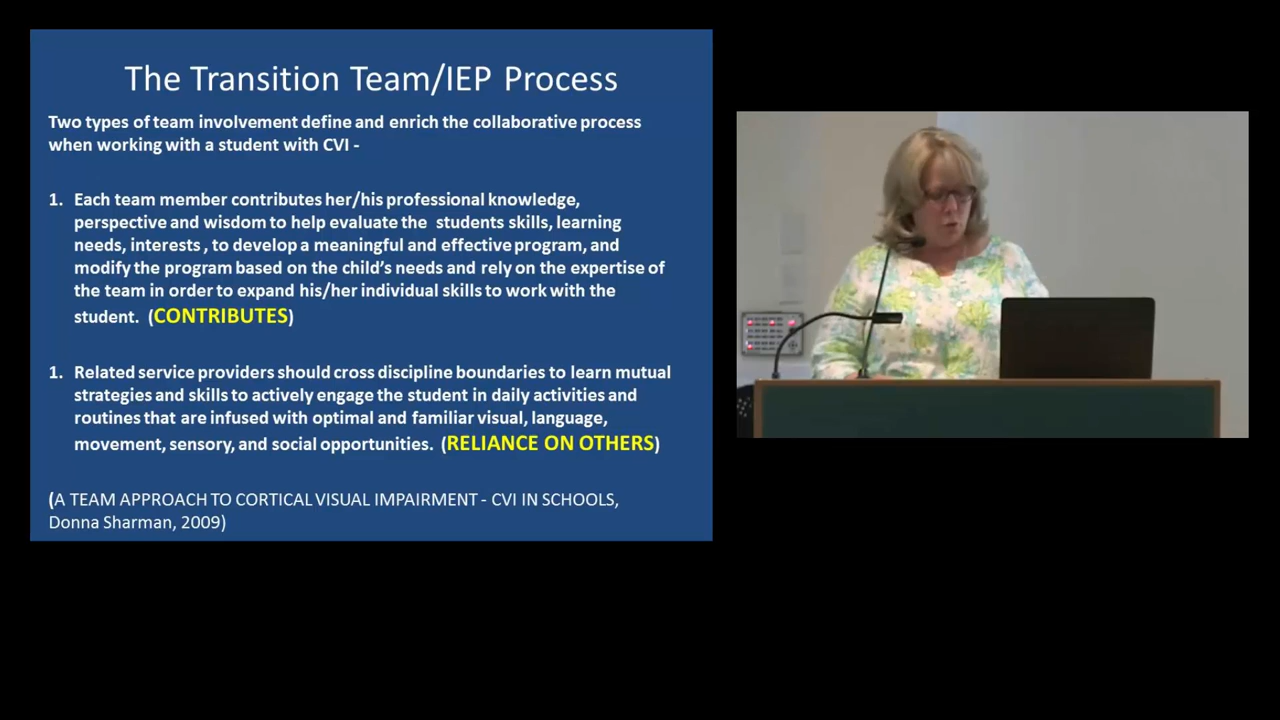 The Transition Team/IEP Process
Two types of team involvement define and enrich the collaborative process
when working with a student with CVI -
1. Each team member contributes her/his professional knowledge,
perspective and wisdom to help evaluate the students skills, learning
needs, interests , to develop a meaningful and effective program, and
modify the program based on the child's needs and rely on the expertise of
the team in order to expand his/her individual skills to work with the
student. (CONTRIBUTES)
1. Related service providers should cross discipline boundaries to learn mutual
strategies and skills to actively engage the student in daily activities and
routines that are infused with optimal and familiar visual, language,
movement, sensory, and social opportunities. (RELIANCE ON OTHERS)
(A TEAM APPROACH TO CORTICAL VISUAL IMPAIRMENT - CVI IN SCHOOLS,
Donna Sharman, 2009)